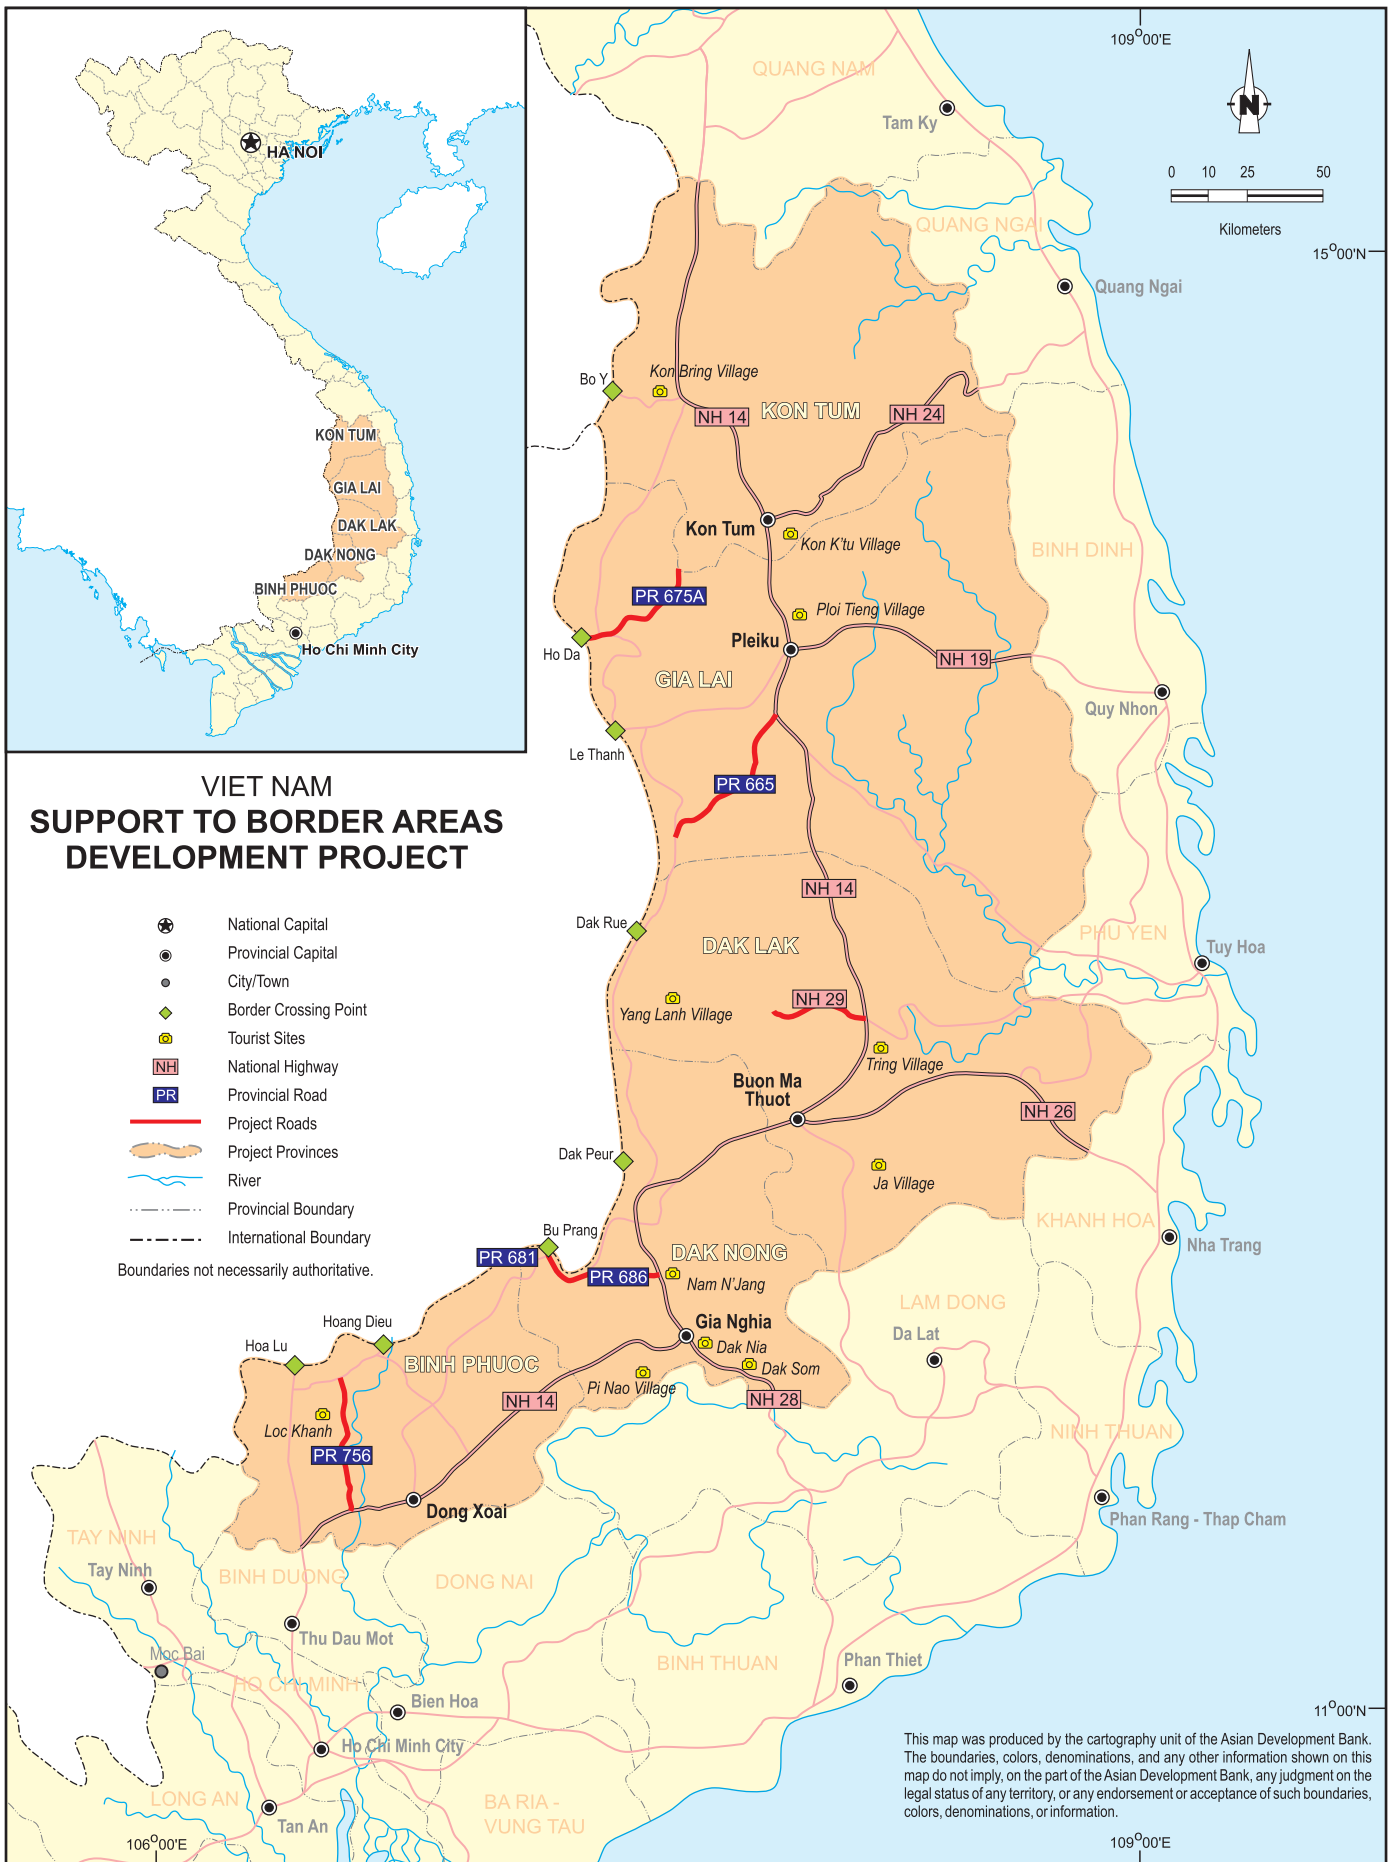 HA NOI
KON TUM
GIA LAI
DAK LAK
DAK NONG
BINH PHUOC
Ho Chi Minh City
VIET NAM
SUPPORT TO BORDER AREAS
DEVELOPMENT PROJECT
National Capital
Provincial Capital
City/Town
Border Crossing Point
Tourist Sites
NH National Highway
PR Provincial Road
Project Roads
Project Provinces
River
Provincial Boundary
International Boundary
Boundaries not necessarily authoritative.
109°00'E
N
0 10 25 50
Kilometers
15°00'N
QUANG NAM
Tam Ky
QUANG NGAI
Quang Ngai
Bo Y
Kon Bring Village
NH 14
KON TUM
NH 24
Kon Tum
Kon K'tu Village
BINH DINH
PR 675A
Ploi Tieng Village
Ho Da
Pleiku
NH 19
GIA LAI
Quy Nhon
Le Thanh
PR 665
NH 14
Dak Rue
DAK LAK
PHU YEN
Tuy Hoa
NH 29
Yang Lanh Village
Tring Village
Buon Ma
Thuot
NH 26
Dak Peur
Ja Village
KHANH HOA
Nha Trang
Bu Prang
PR 681
DAK NONG
PR 686
Nam N'Jang
LAM DONG
Hoang Dieu
Gia Nghia
Da Lat
Hoa Lu
Dak Nia
BINH PHUOC
Dak Som
Pi Nao Village
NH 14
NH 28
Loc Khanh
PR 756
NINH THUAN
Dong Xoai
Phan Rang - Thap Cham
TAY NINH
Tay Ninh
BINH DUONG
DONG NAI
Thu Dau Mot
Moc Bai
HO CHI MINH
BINH THUAN
Phan Thiet
Bien Hoa
Ho Chi Minh City
LONG AN
BA RIA -
VUNG TAU
Tan An
11°00'N
This map was produced by the cartography unit of the Asian Development Bank.
The boundaries, colors, denominations, and any other information shown on this
map do not imply, on the part of the Asian Development Bank, any judgment on the
legal status of any territory, or any endorsement or acceptance of such boundaries,
colors, denominations, or information.
106°00'E
109°00'E